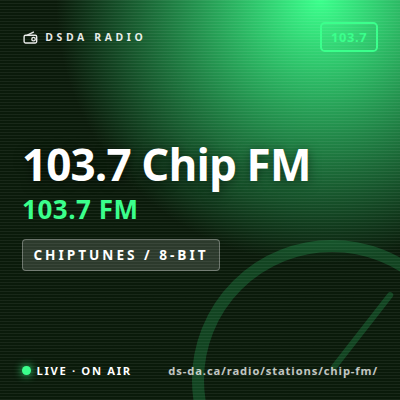 DSDA RADIO
103.7
103.7 Chip FM
103.7 FM
CHIPTUNES / 8-BIT
LIVE · ON AIR
ds-da.ca/radio/stations/chip-fm/